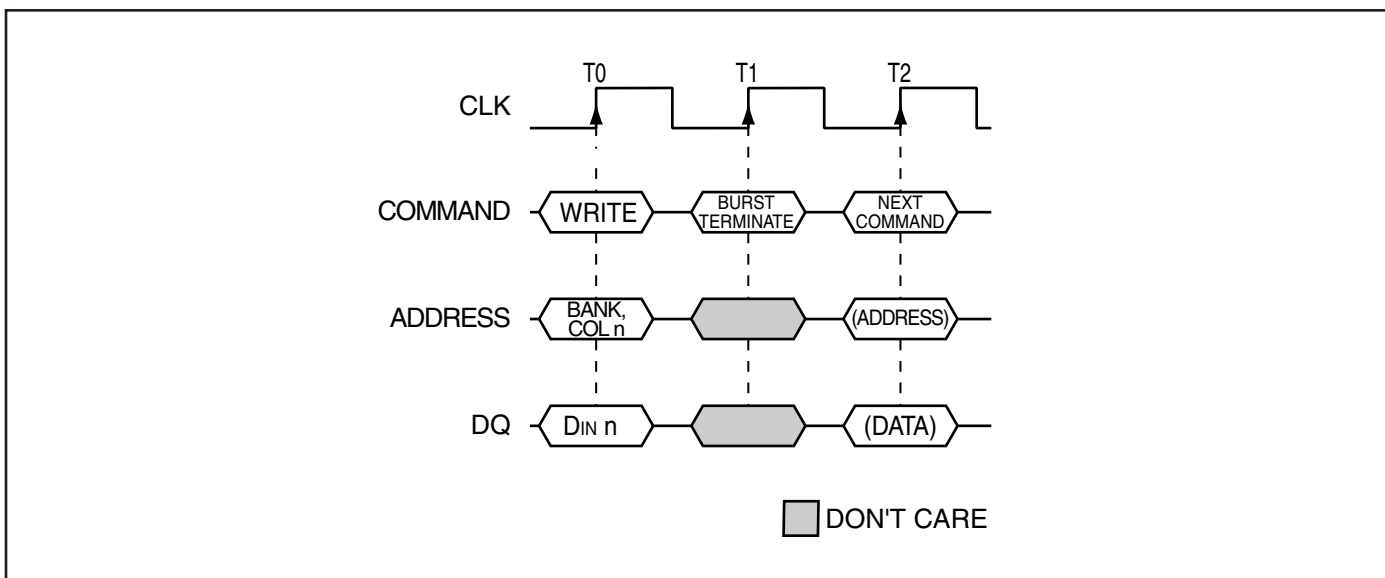 T0 T1 T2
CLK
COMMAND WRITE BURST TERMINATE NEXT COMMAND
ADDRESS BANK, COL n (ADDRESS)
DQ DIN n (DATA)
DON'T CARE